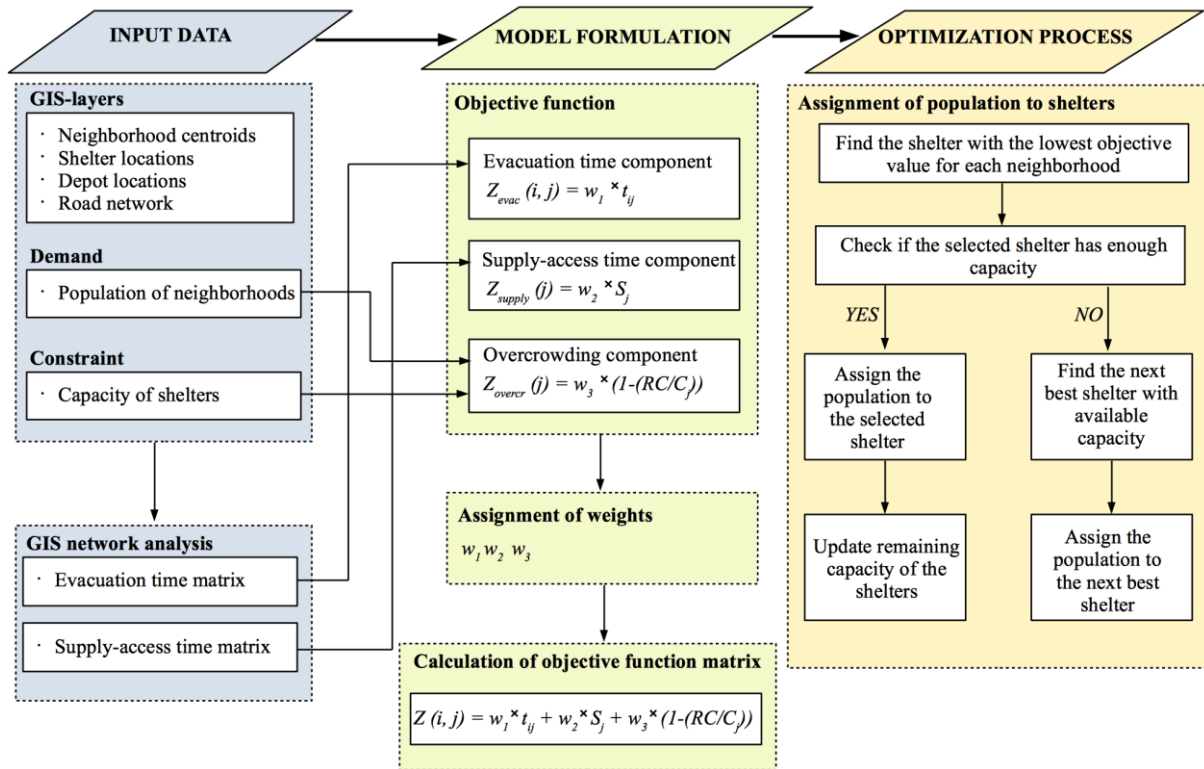 INPUT DATA
MODEL FORMULATION
OPTIMIZATION PROCESS
GIS-layers
· Neighborhood centroids
· Shelter locations
· Depot locations
· Road network
Demand
· Population of neighborhoods
Constraint
· Capacity of shelters
GIS network analysis
· Evacuation time matrix
· Supply-access time matrix
Objective function
Evacuation time component
Z_evac (i, j) = w_1 × t_ij
Supply-access time component
Z_supply (j) = w_2 × S_j
Overcrowding component
Z_overcr (j) = w_3 × (1-(RC/C_j))
Assignment of weights
w_1 w_2 w_3
Calculation of objective function matrix
Z (i, j) = w_1 × t_ij + w_2 × S_j + w_3 × (1-(RC/C_j))
Assignment of population to shelters
Find the shelter with the lowest objective
value for each neighborhood
Check if the selected shelter has enough
capacity
YES
NO
Assign the
population to
the selected
shelter
Find the next
best shelter with
available
capacity
Update remaining
capacity of the
shelters
Assign the
population to
the next best
shelter